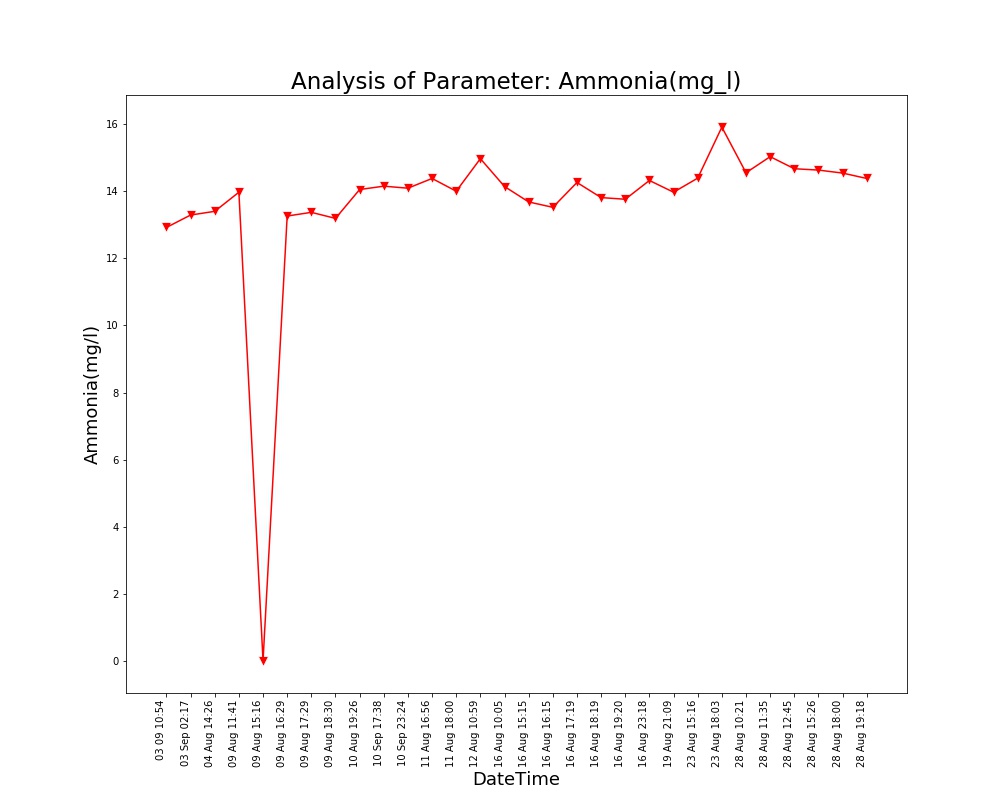 Analysis of Parameter: Ammonia(mg_l)
Ammonia(mg/l)
16
14
12
10
8
6
4
2
0
03 09 10:54
03 Sep 02:17
04 Aug 14:26
09 Aug 11:41
09 Aug 15:16
09 Aug 16:29
09 Aug 17:29
09 Aug 18:30
10 Aug 19:26
10 Sep 17:38
10 Sep 23:24
11 Aug 16:56
11 Aug 18:00
12 Aug 10:59
16 Aug 10:05
16 Aug 15:15
16 Aug 16:15
16 Aug 17:19
16 Aug 18:19
16 Aug 19:20
16 Aug 23:18
19 Aug 21:09
23 Aug 15:16
23 Aug 18:03
28 Aug 10:21
28 Aug 11:35
28 Aug 12:45
28 Aug 15:26
28 Aug 18:00
28 Aug 19:18
DateTime